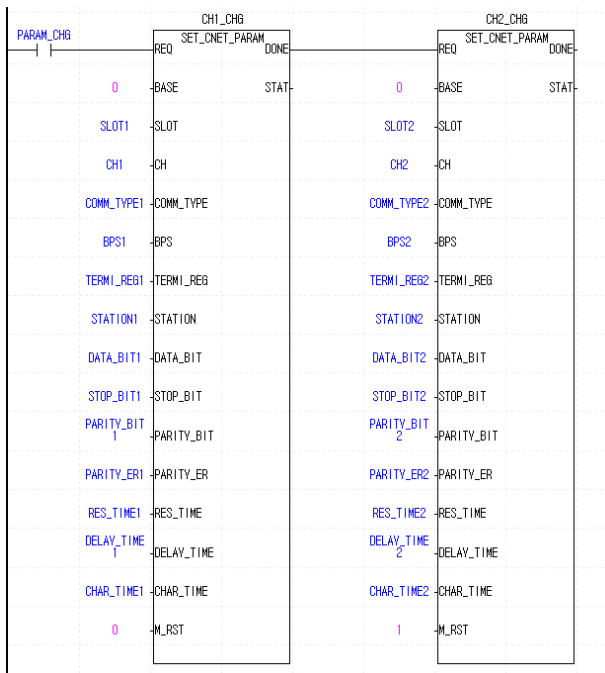 CH1_CHG CH2_CHG
PARAM_CHG SET_CNET_PARAM SET_CNET_PARAM
REQ DONE REQ DONE
0 BASE STAT 0 BASE STAT
SLOT1 SLOT SLOT2 SLOT
CH1 CH CH2 CH
COMM_TYPE1 COMM_TYPE COMM_TYPE2 COMM_TYPE
BPS1 BPS BPS2 BPS
TERMI_REG1 TERMI_REG TERMI_REG2 TERMI_REG
STATION1 STATION STATION2 STATION
DATA_BIT1 DATA_BIT DATA_BIT2 DATA_BIT
STOP_BIT1 STOP_BIT STOP_BIT2 STOP_BIT
PARITY_BIT PARITY_BIT
1 PARITY_BIT 2 PARITY_BIT
PARITY_ER1 PARITY_ER PARITY_ER2 PARITY_ER
RES_TIME1 RES_TIME RES_TIME2 RES_TIME
DELAY_TIME DELAY_TIME
1 DELAY_TIME 2 DELAY_TIME
CHAR_TIME1 CHAR_TIME CHAR_TIME2 CHAR_TIME
0 M_RST 1 M_RST